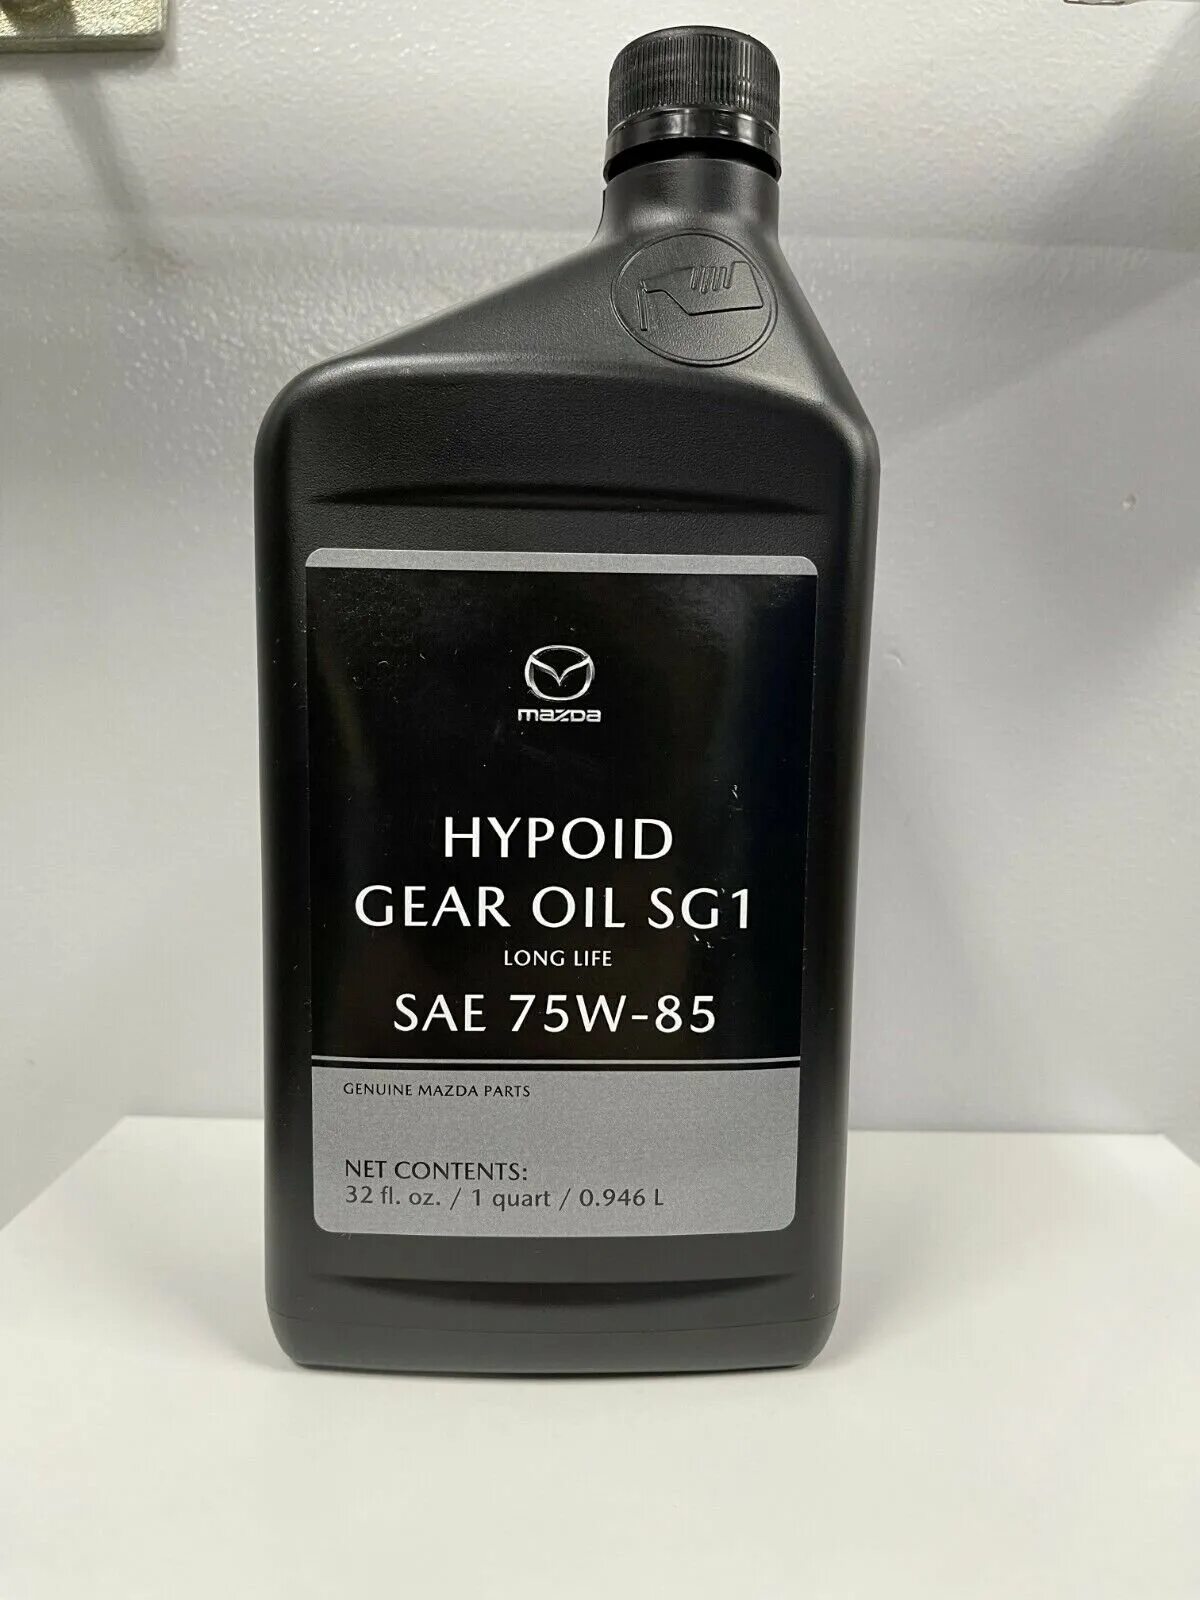 mazda
HYPOID
GEAR OIL SG1
LONG LIFE
SAE 75W-85
GENUINE MAZDA PARTS
NET CONTENTS:
32 fl. oz. / 1 quart / 0.946 L